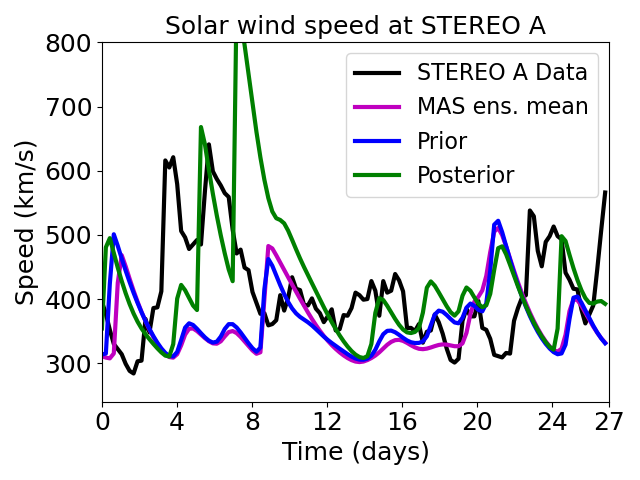 Solar wind speed at STEREO A
800
700
600
500
400
300
Speed (km/s)
STEREO A Data
MAS ens. mean
Prior
Posterior
0 4 8 12 16 20 24 27
Time (days)